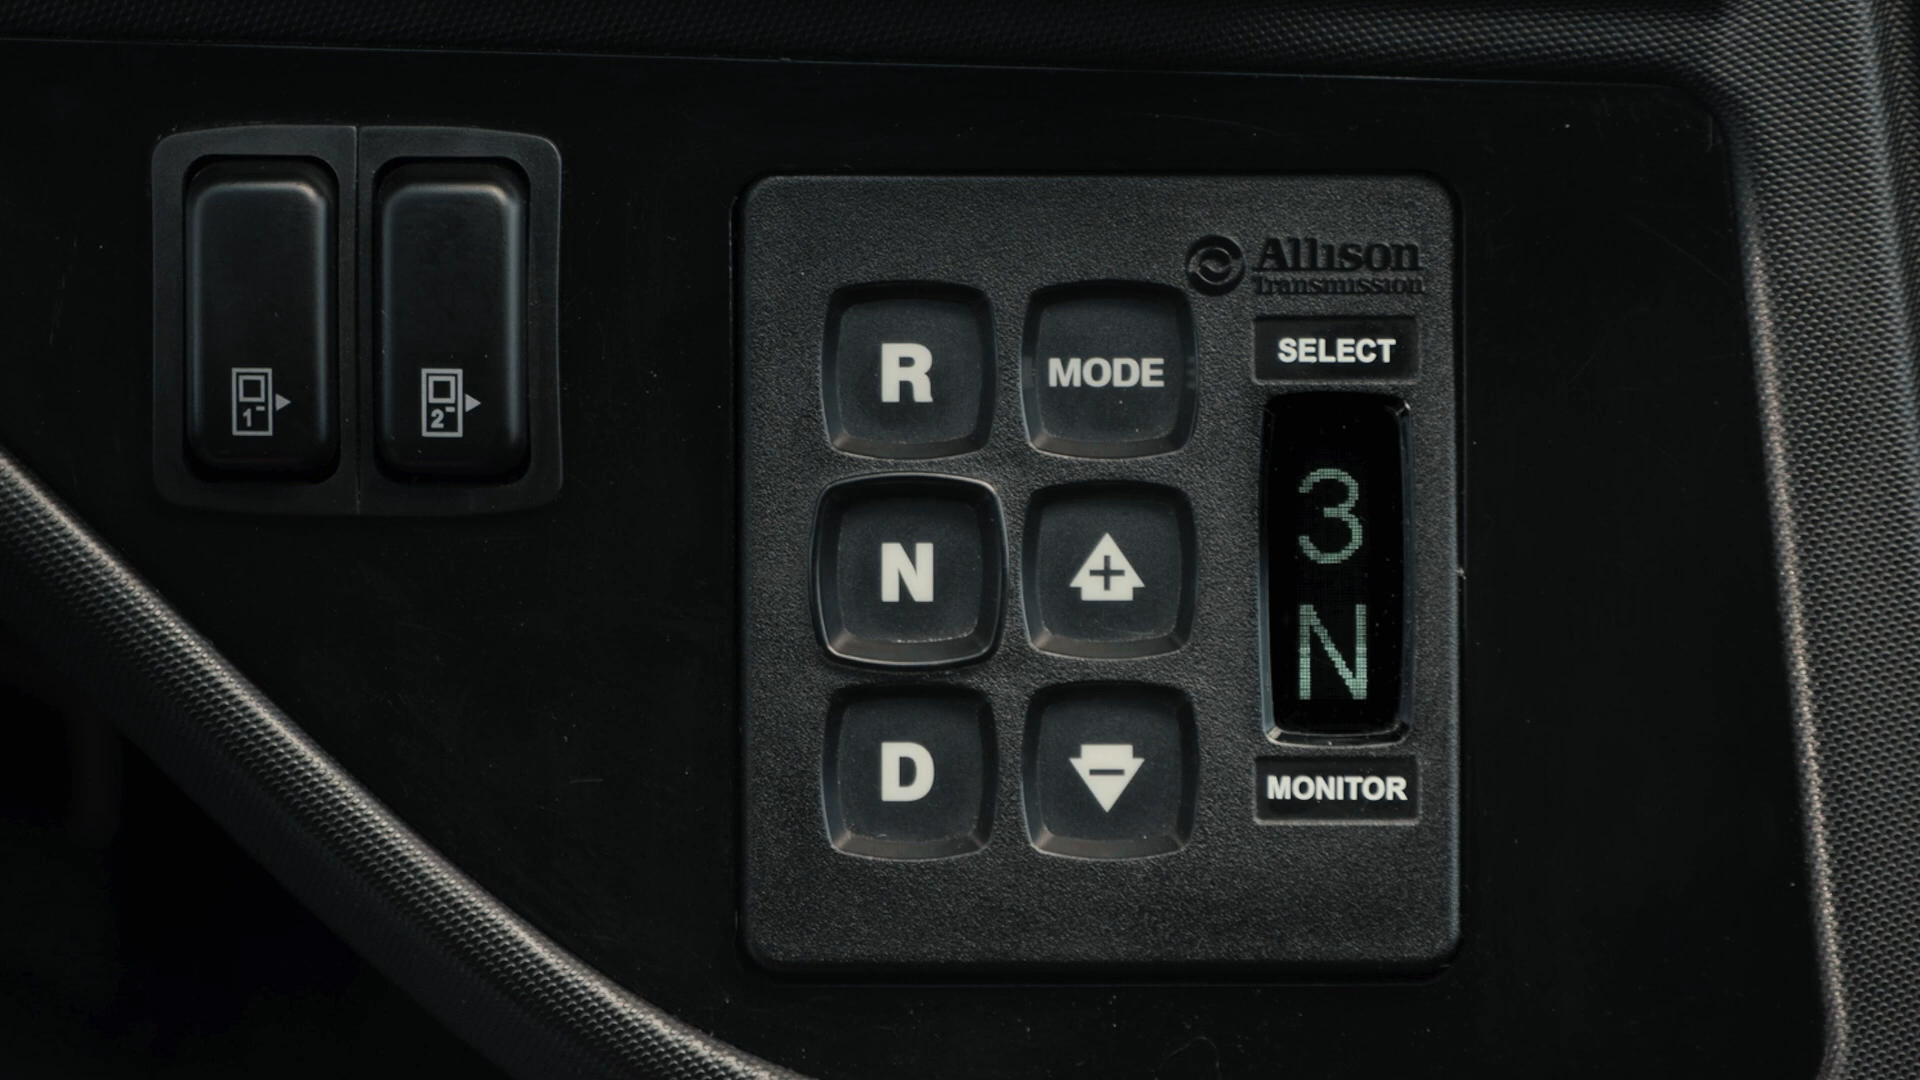 Allison
Transmission
SELECT
R
MODE
3
N
N
+
D
-
MONITOR
1
2